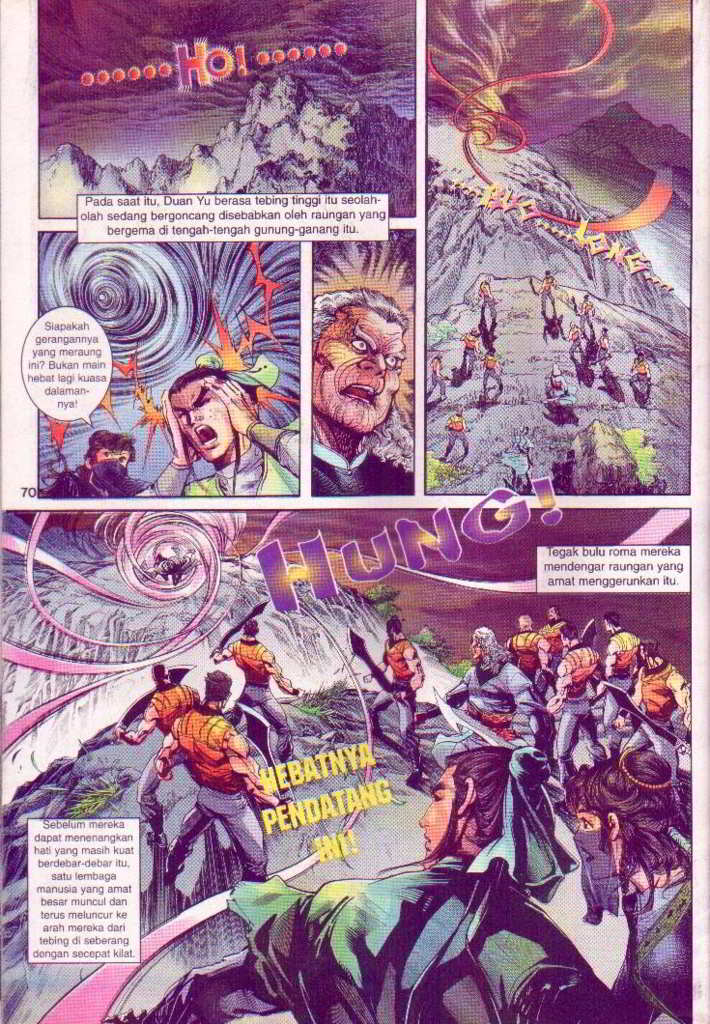 ......HO!......
Pada saat itu, Duan Yu berasa tebing tinggi itu seolah-
olah sedang bergoncang disebabkan oleh raungan yang
bergema di tengah-tengah gunung-ganang itu.
Siapakah
gerangannya
yang meraung
ini? Bukan main
hebat lagi kuasa
dalaman-
nya!
70
HUNG!
Tegak bulu roma mereka
mendengar raungan yang
amat menggerunkan itu.
HEBATNYA
PENDATANG
INI!
Sebelum mereka
dapat menenangkan
hati yang masih kuat
berdebar-debar itu,
satu lembaga
manusia yang amat
besar muncul dan
terus meluncur ke
arah mereka dari
tebing di seberang
dengan secepat kilat.